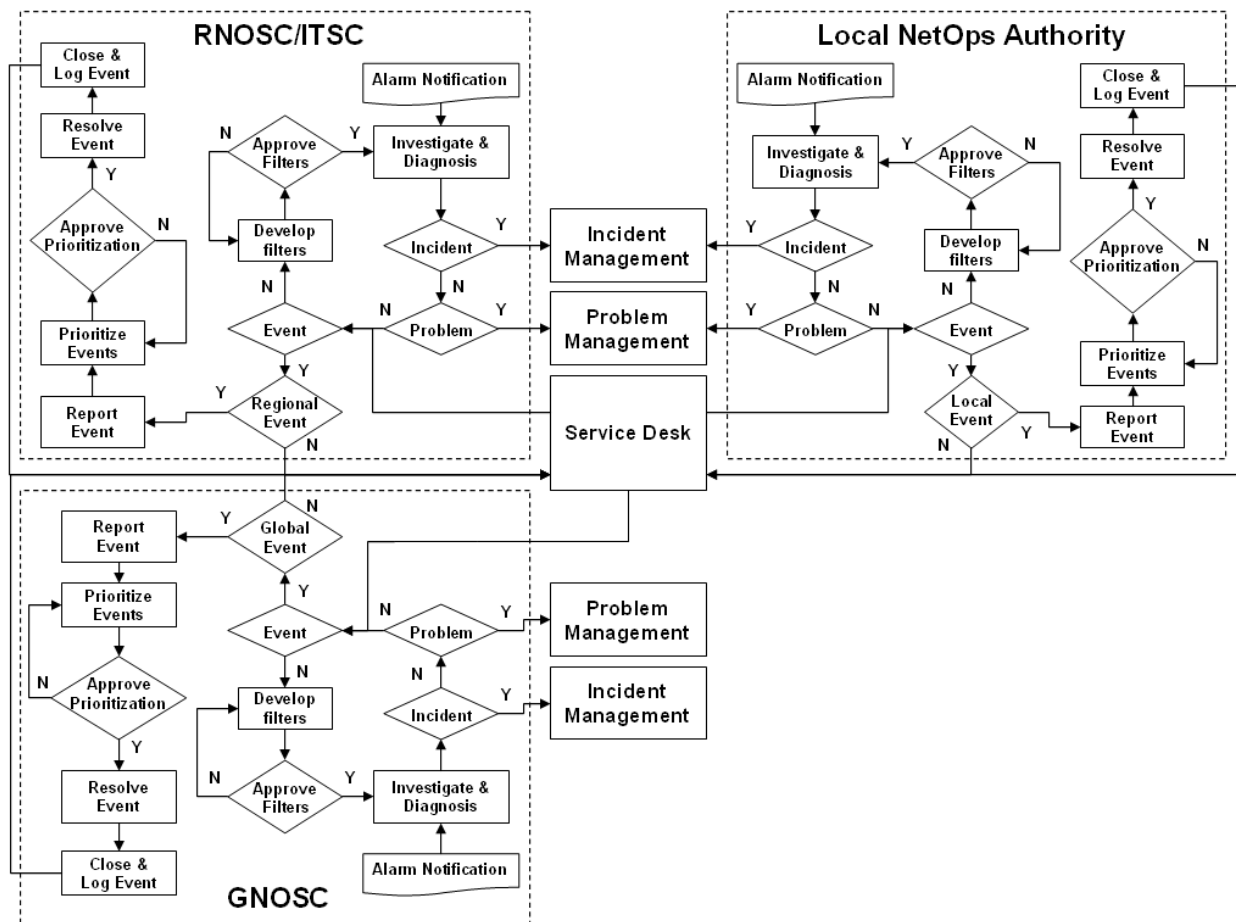 RNOSC/ITSC
Close &
Log Event
Resolve
Event
Y
Approve
Prioritization
N
Prioritize
Events
Report
Event
Alarm Notification
N
Approve
Filters
Y
Investigate &
Diagnosis
Develop
filters
Incident
Y
N
N
Event
N
Problem
Y
Y
Y
Regional
Event
N
Incident
Management
Problem
Management
Service Desk
Local NetOps Authority
Alarm Notification
Close &
Log Event
Investigate &
Diagnosis
Y
Approve
Filters
N
Resolve
Event
Y
Y
Incident
Develop
filters
Approve
Prioritization
N
N
N
Y
Problem
N
Event
Y
Prioritize
Events
Local
Event
Y
N
Report
Event
GNOSC
Report
Event
Y
N
Global
Event
Prioritize
Events
Y
Event
N
Problem
Y
Problem
Management
N
Approve
Prioritization
N
Develop
filters
N
Incident
Y
Incident
Management
Y
Resolve
Event
N
Approve
Filters
Y
Investigate &
Diagnosis
Close &
Log Event
Alarm Notification